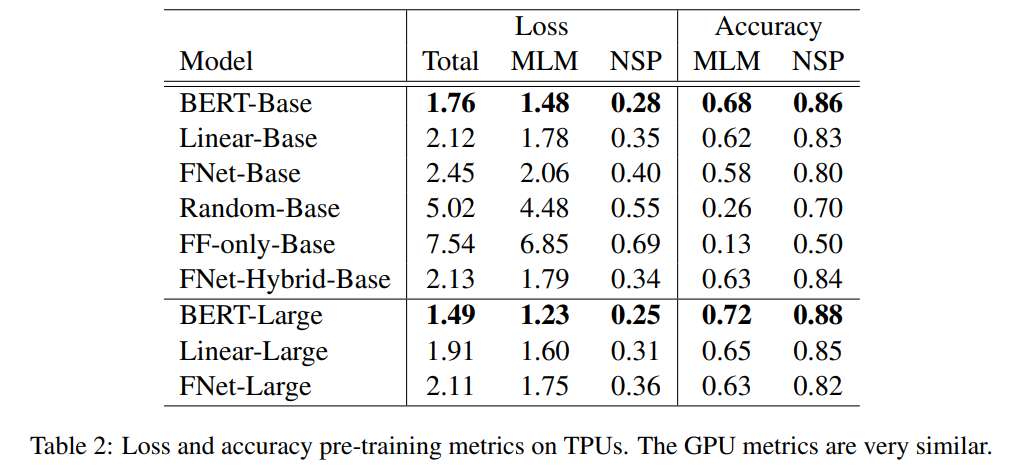 Loss Accuracy
Model Total MLM NSP MLM NSP
BERT-Base 1.76 1.48 0.28 0.68 0.86
Linear-Base 2.12 1.78 0.35 0.62 0.83
FNet-Base 2.45 2.06 0.40 0.58 0.80
Random-Base 5.02 4.48 0.55 0.26 0.70
FF-only-Base 7.54 6.85 0.69 0.13 0.50
FNet-Hybrid-Base 2.13 1.79 0.34 0.63 0.84
BERT-Large 1.49 1.23 0.25 0.72 0.88
Linear-Large 1.91 1.60 0.31 0.65 0.85
FNet-Large 2.11 1.75 0.36 0.63 0.82
Table 2: Loss and accuracy pre-training metrics on TPUs. The GPU metrics are very similar.